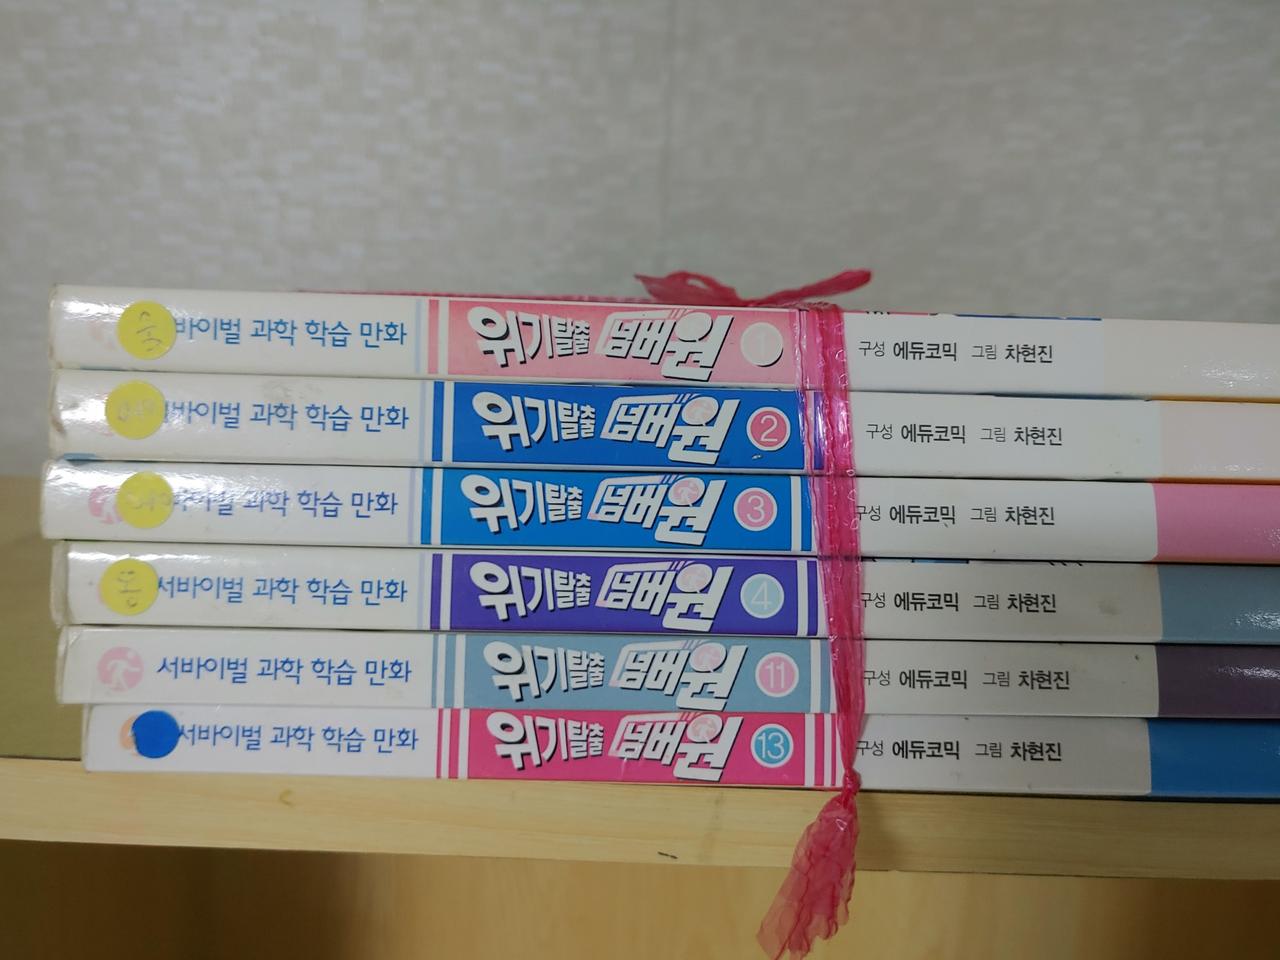 바이벌 과학 학습 만화 위기탈출 넘버원 1 구성 에듀코믹 그림 차현진
바이벌 과학 학습 만화 위기탈출 넘버원 2 구성 에듀코믹 그림 차현진
바이벌 과학 학습 만화 위기탈출 넘버원 3 구성 에듀코믹 그림 차현진
서바이벌 과학 학습 만화 위기탈출 넘버원 4 구성 에듀코믹 그림 차현진
서바이벌 과학 학습 만화 위기탈출 넘버원 11 구성 에듀코믹 그림 차현진
서바이벌 과학 학습 만화 위기탈출 넘버원 13 구성 에듀코믹 그림 차현진